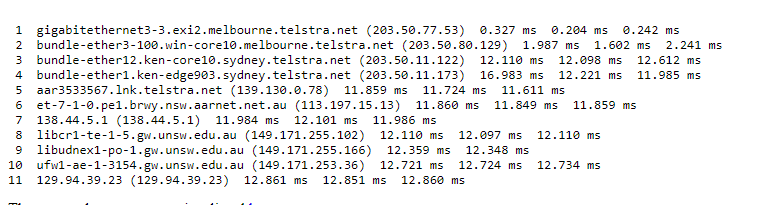 1 gigabitethernet3-3.exi2.melbourne.telstra.net (203.50.77.53) 0.327 ms 0.204 ms 0.242 ms
2 bundle-ether3-100.win-core10.melbourne.telstra.net (203.50.80.129) 1.987 ms 1.602 ms 2.241 ms
3 bundle-ether12.ken-core10.sydney.telstra.net (203.50.11.122) 12.110 ms 12.098 ms 12.612 ms
4 bundle-ether1.ken-edge903.sydney.telstra.net (203.50.11.173) 16.983 ms 12.221 ms 11.985 ms
5 aar3533567.lnk.telstra.net (139.130.0.78) 11.859 ms 11.724 ms 11.611 ms
6 et-7-1-0.pe1.brwy.nsw.aarnet.net.au (113.197.15.13) 11.860 ms 11.849 ms 11.859 ms
7 138.44.5.1 (138.44.5.1) 11.984 ms 12.101 ms 11.986 ms
8 libcr1-te-1-5.gw.unsw.edu.au (149.171.255.102) 12.110 ms 12.097 ms 12.110 ms
9 libudnex1-po-1.gw.unsw.edu.au (149.171.255.166) 12.359 ms 12.348 ms
10 ufw1-ae-1-3154.gw.unsw.edu.au (149.171.253.36) 12.721 ms 12.724 ms 12.734 ms
11 129.94.39.23 (129.94.39.23) 12.861 ms 12.851 ms 12.860 ms